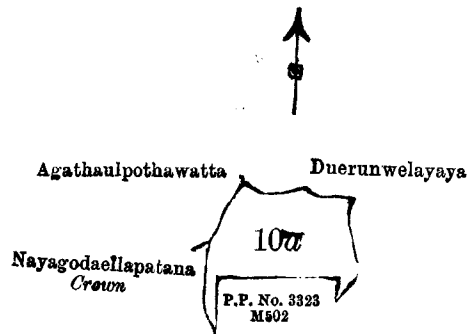 Agathaulpothawatta
Duerunwelayaya
10a
Nayagodaellapatana
Crown
P.P. No. 3323
M502